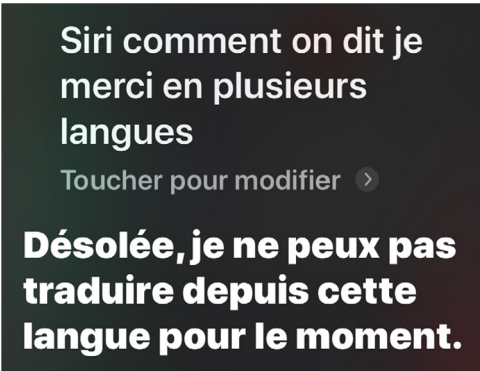 Siri comment on dit je
merci en plusieurs
langues
Toucher pour modifier
Désolée, je ne peux pas
traduire depuis cette
langue pour le moment.